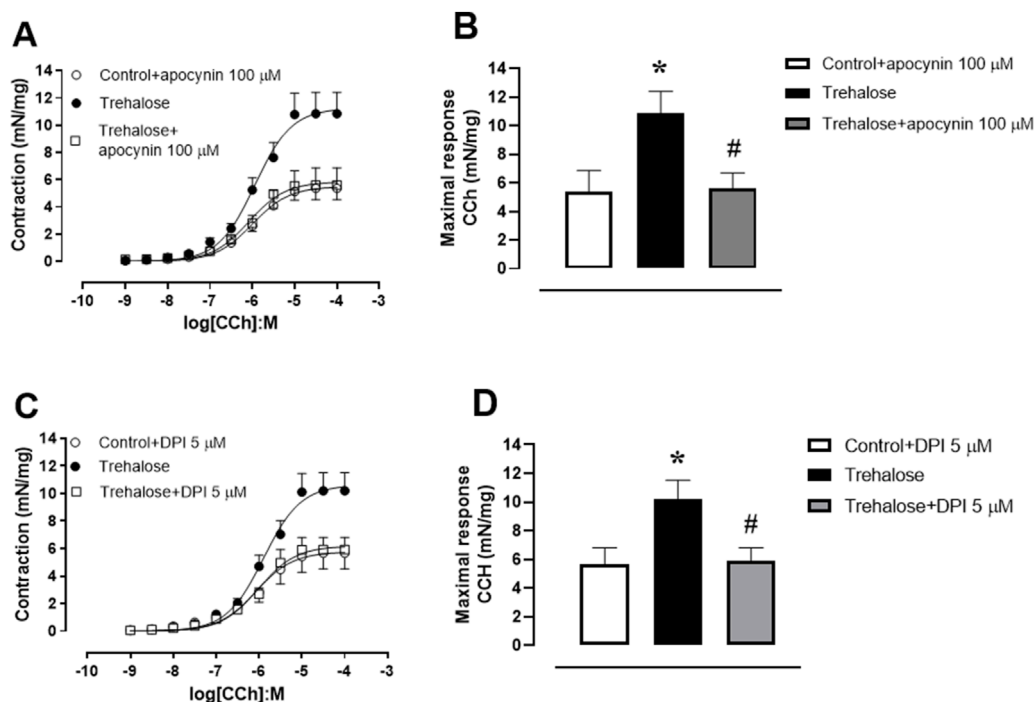 A
Control+apocynin 100 μM
Trehalose
Trehalose+
apocynin 100 μM
Contraction (mN/mg)
14
12
10
8
6
4
2
0
-10 -9 -8 -7 -6 -5 -4 -3
log[CCh]:M
B
Maximal response
CCh (mN/mg)
14
12
10
8
6
4
2
0
*
#
Control+apocynin 100 μM
Trehalose
Trehalose+apocynin 100 μM
C
Control+DPI 5 μM
Trehalose
Trehalose+DPI 5 μM
Contraction (mN/mg)
14
12
10
8
6
4
2
0
-10 -9 -8 -7 -6 -5 -4 -3
log[CCh]:M
D
Maximal response
CCH (mN/mg)
14
12
10
8
6
4
2
0
*
#
Control+DPI 5 μM
Trehalose
Trehalose+DPI 5 μM